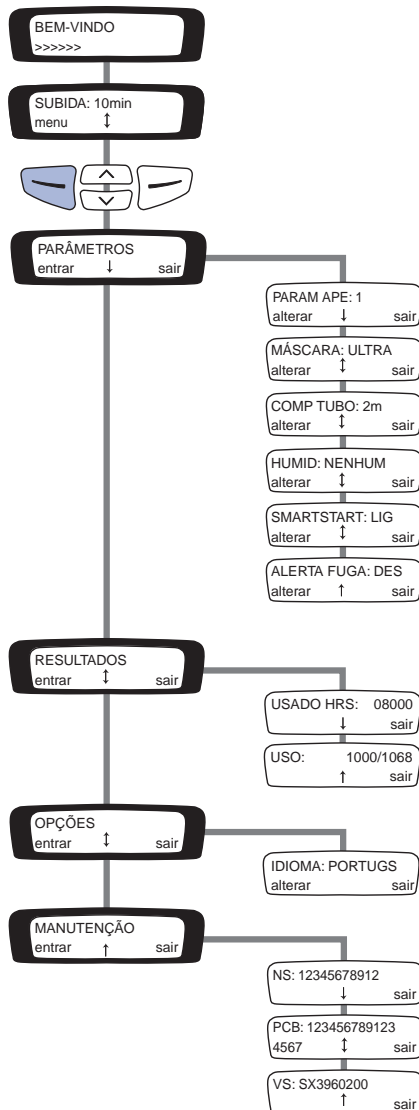 BEM-VINDO
>>>>>>
SUBIDA: 10min
menu ↕
PARÂMETROS
entrar ↓ sair
PARAM APE: 1
alterar ↓ sair
MÁSCARA: ULTRA
alterar ↕ sair
COMP TUBO: 2m
alterar ↕ sair
HUMID: NENHUM
alterar ↕ sair
SMARTSTART: LIG
alterar ↕ sair
ALERTA FUGA: DES
alterar ↑ sair
RESULTADOS
entrar ↕ sair
USADO HRS: 08000
↓ sair
USO: 1000/1068
↑ sair
OPÇÕES
entrar ↕ sair
IDIOMA: PORTUGS
alterar sair
MANUTENÇÃO
entrar ↑ sair
NS: 12345678912
↓ sair
PCB: 123456789123
4567 ↕ sair
VS: SX3960200
↑ sair